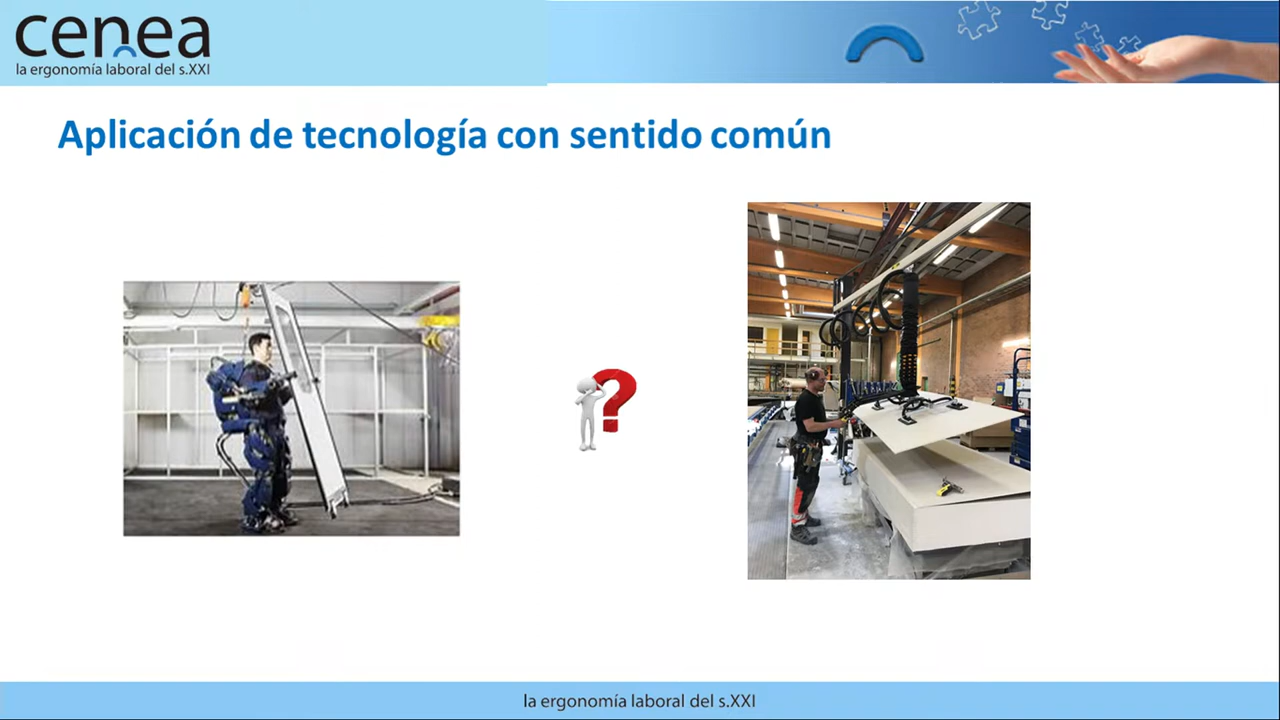 cenea
la ergonomía laboral del s.XXI
Aplicación de tecnología con sentido común
?
la ergonomía laboral del s.XXI